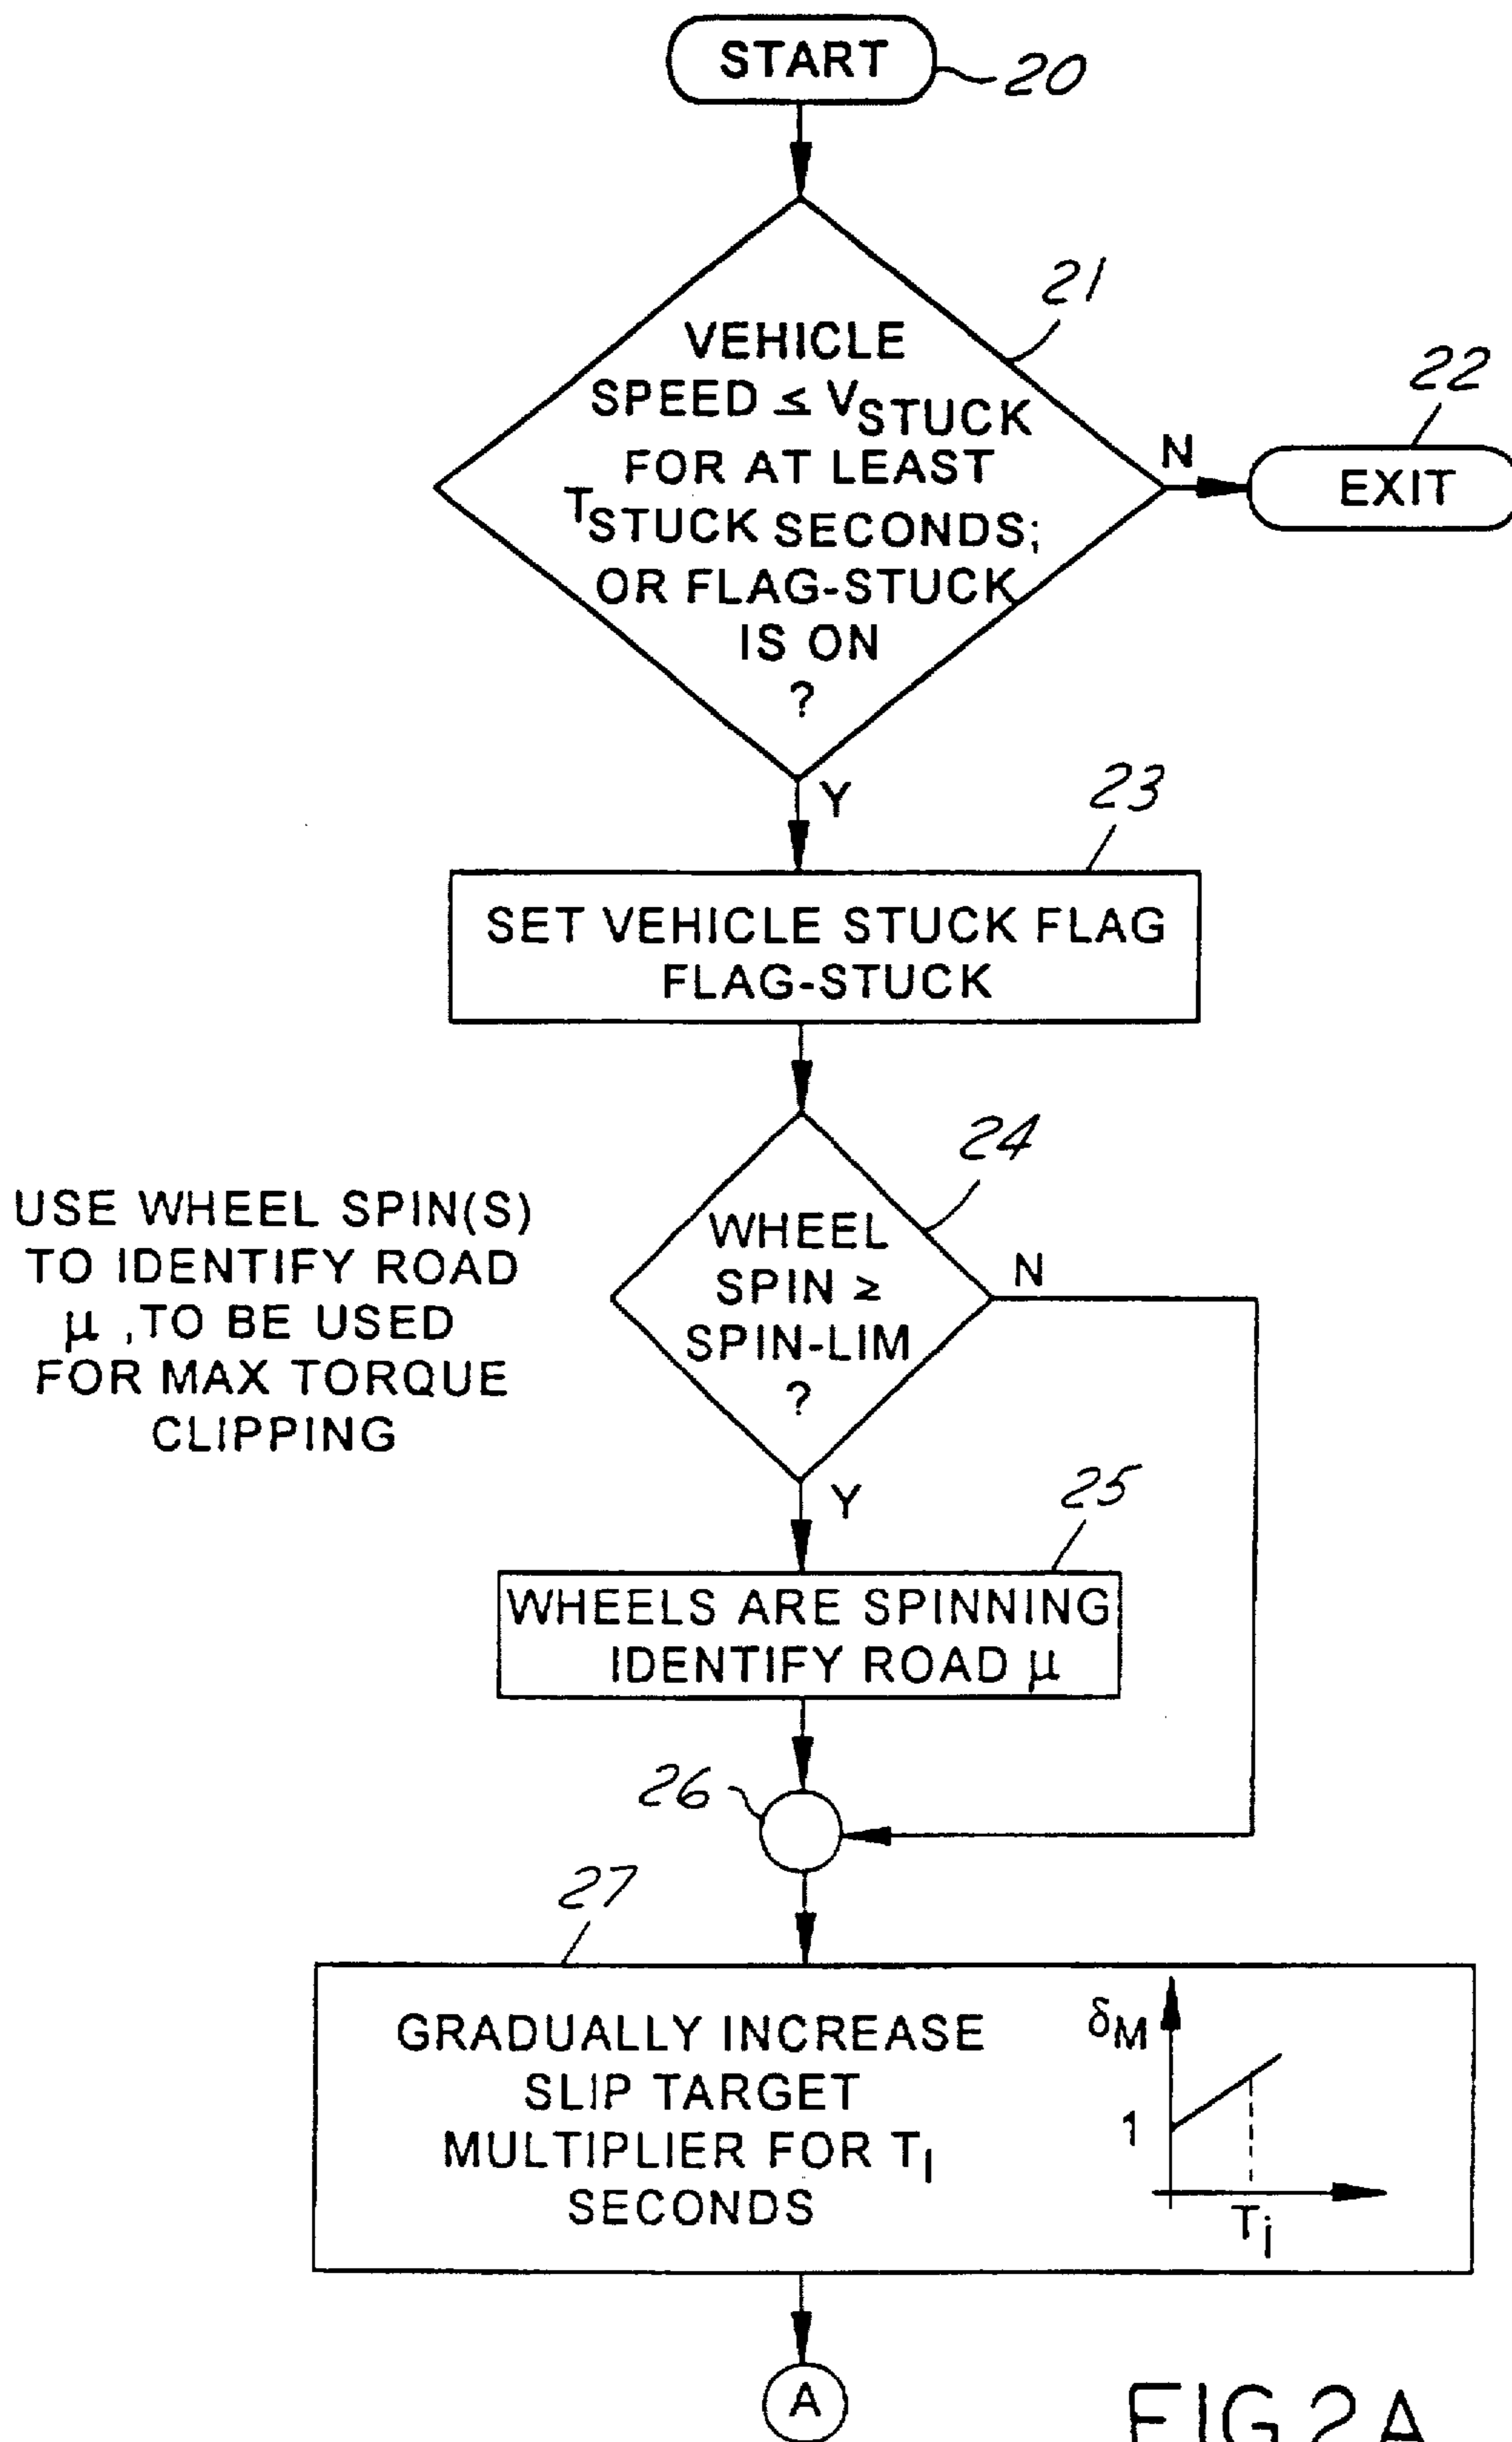 START
20
21
VEHICLE
SPEED ≤ VSTUCK
FOR AT LEAST
TSTUCK SECONDS;
OR FLAG-STUCK
IS ON
?
N
22
EXIT
Y
23
SET VEHICLE STUCK FLAG
FLAG-STUCK
24
USE WHEEL SPIN(S)
TO IDENTIFY ROAD
μ ,TO BE USED
FOR MAX TORQUE
CLIPPING
WHEEL
SPIN ≥
SPIN-LIM
?
N
Y
25
WHEELS ARE SPINNING
IDENTIFY ROAD μ
26
27
GRADUALLY INCREASE
SLIP TARGET
MULTIPLIER FOR TI
SECONDS
δM
1
Ti
A
FIG.2A